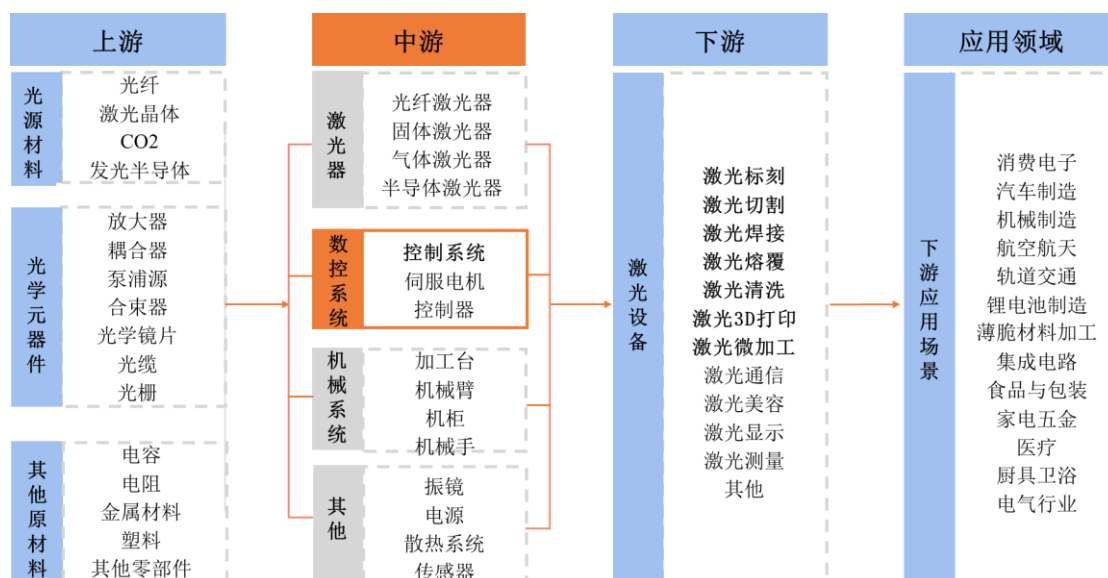 上游
光源材料
光纤
激光晶体
CO2
发光半导体
光学元器件
放大器
耦合器
泵浦源
合束器
光学镜片
光缆
光栅
其他原材料
电容
电阻
金属材料
塑料
其他零部件
中游
激光器
光纤激光器
固体激光器
气体激光器
半导体激光器
数控系统
控制系统
伺服电机
控制器
机械系统
加工台
机械臂
机柜
机械手
其他
振镜
电源
散热系统
传感器
下游
激光设备
激光标刻
激光切割
激光焊接
激光熔覆
激光清洗
激光3D打印
激光微加工
激光通信
激光美容
激光显示
激光测量
其他
应用领域
下游应用场景
消费电子
汽车制造
机械制造
航空航天
轨道交通
锂电池制造
薄脆材料加工
集成电路
食品与包装
家电五金
医疗
厨具卫浴
电气行业